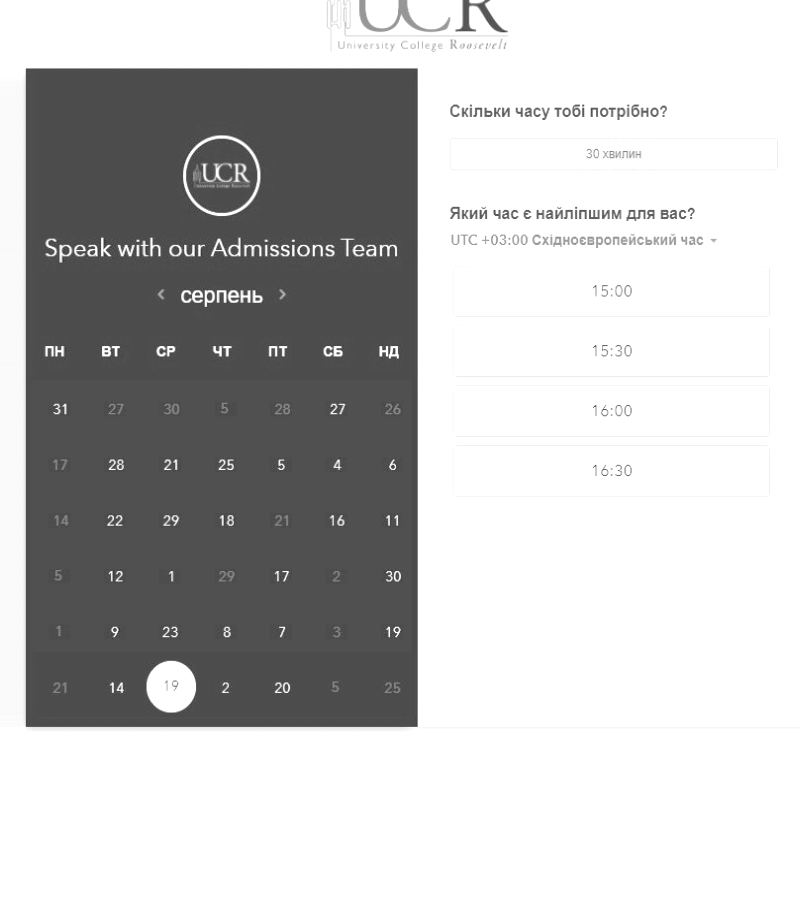 UCR
University College Roosevelt
UCR
Speak with our Admissions Team
серпень
ПН ВТ СР ЧТ ПТ СБ НД
31 27 30 5 28 27 26
17 28 21 25 5 4 6
14 22 29 18 21 16 11
5 12 1 29 17 2 30
1 9 23 8 7 3 19
21 14 19 2 20 5 25
Скільки часу тобі потрібно?
30 хвилин
Який час є найліпшим для вас?
UTC +03:00 Східноєвропейський час
15:00
15:30
16:00
16:30